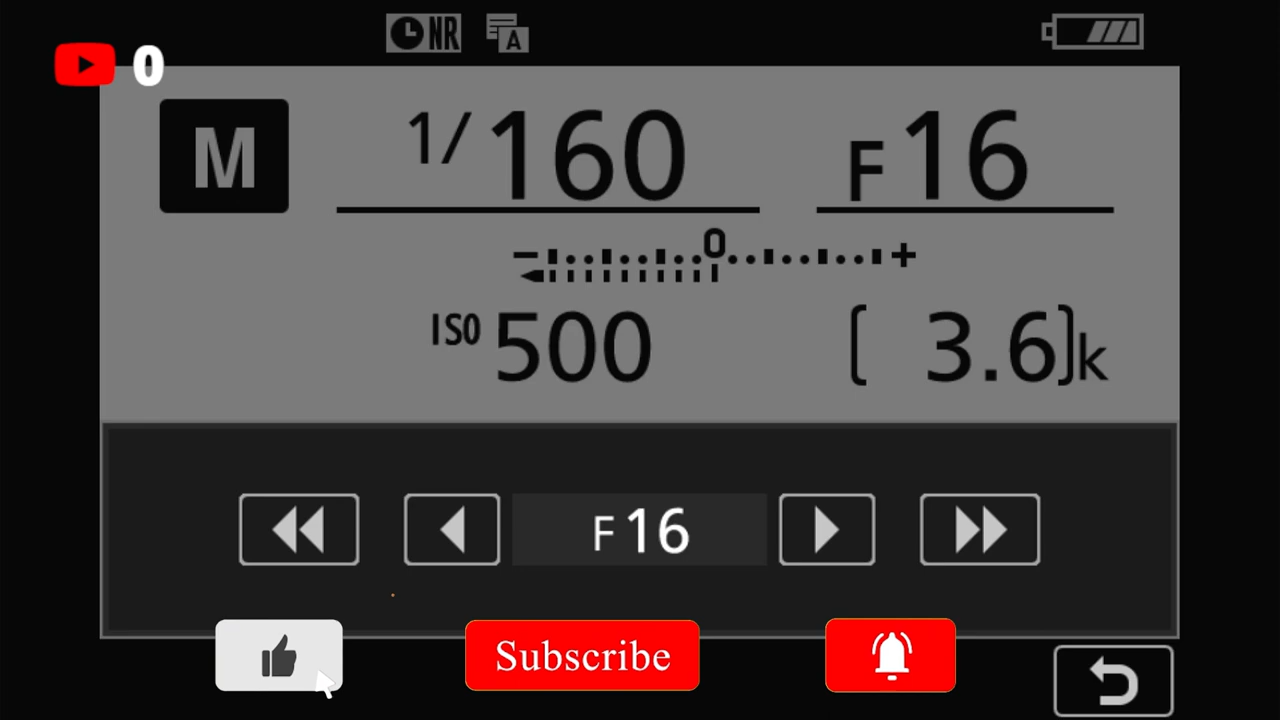 NR A
0
M 1/160 F16
- 0 +
ISO 500 [ 3.6]k
F16
Subscribe